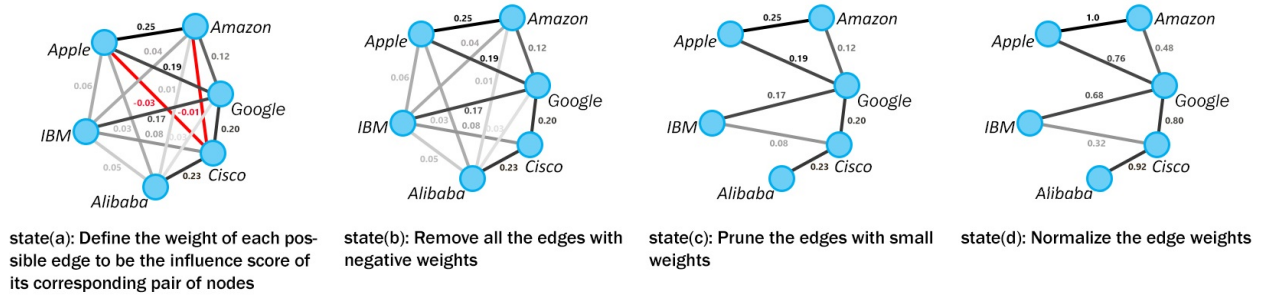 0.25
Amazon
Apple
0.04
0.12
0.19
0.06
0.01
-0.03
-0.01
Google
0.17
IBM
0.03
0.08
0.20
0.05
0.23
Cisco
Alibaba
state(a): Define the weight of each pos-
sible edge to be the influence score of
its corresponding pair of nodes
0.25
Amazon
Apple
0.04
0.12
0.19
0.06
0.01
Google
0.17
IBM
0.03
0.08
0.03
0.20
0.05
0.23
Cisco
Alibaba
state(b): Remove all the edges with
negative weights
0.25
Amazon
Apple
0.12
0.19
Google
0.17
IBM
0.20
0.08
0.23
Cisco
Alibaba
state(c): Prune the edges with small
weights
1.0
Amazon
Apple
0.48
0.76
Google
0.68
IBM
0.80
0.32
0.92
Cisco
Alibaba
state(d): Normalize the edge weights